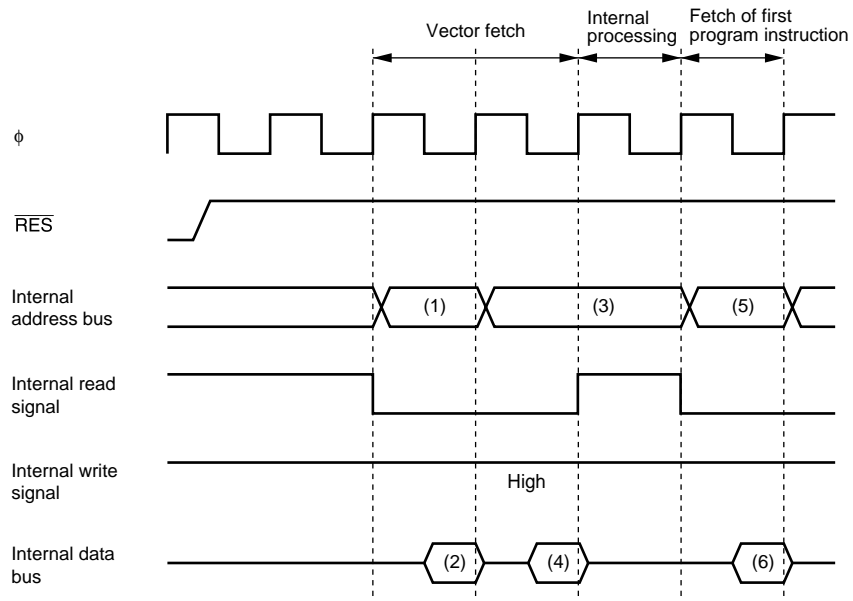 Vector fetch
Internal
processing
Fetch of first
program instruction
φ
RES
Internal
address bus
(1)
(3)
(5)
Internal read
signal
Internal write
signal
High
Internal data
bus
(2)
(4)
(6)